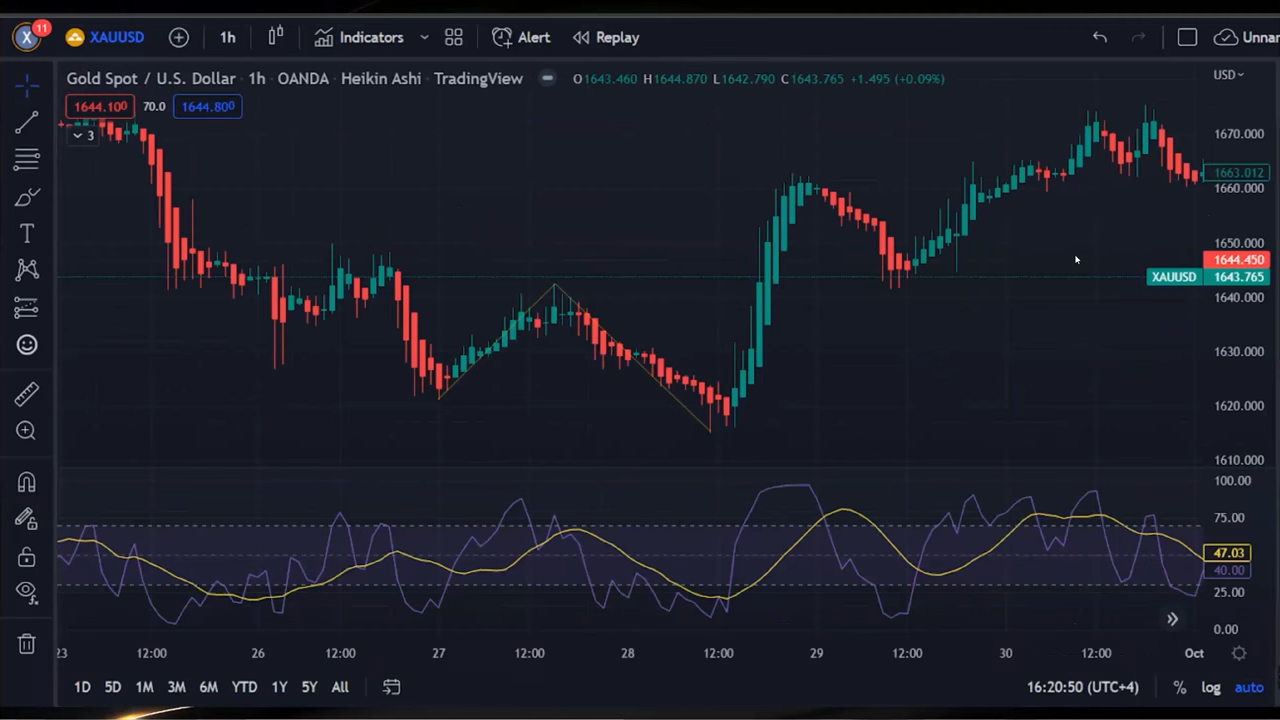 X 11 XAUUSD 1h Indicators Alert Replay Unnar
Gold Spot / U.S. Dollar · 1h · OANDA · Heikin Ashi · TradingView O1643.460 H1644.870 L1642.790 C1643.765 +1.495 (+0.09%) USD
1644.100 70.0 1644.800
3
1670.000
1663.012
1660.000
1650.000
1644.450
XAUUSD 1643.765
1640.000
1630.000
1620.000
1610.000
100.00
75.00
47.03
40.00
25.00
0.00
23 12:00 26 12:00 27 12:00 28 12:00 29 12:00 30 12:00 Oct
1D 5D 1M 3M 6M YTD 1Y 5Y All 16:20:50 (UTC+4) % log auto